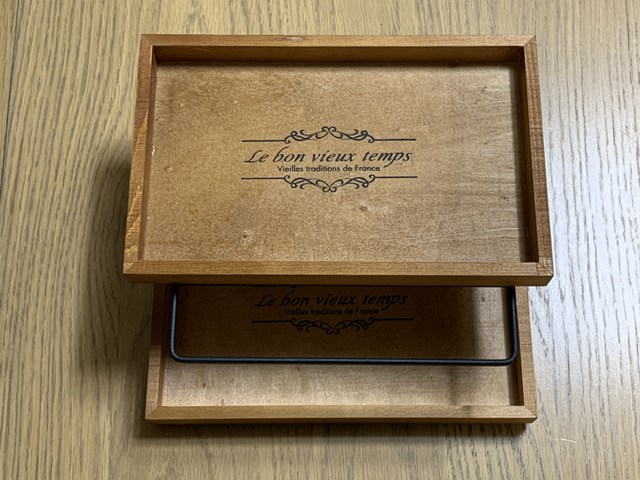 Le bon vieux temps
Vieilles traditions de France
Le bon vieux temps
Vieilles traditions de France